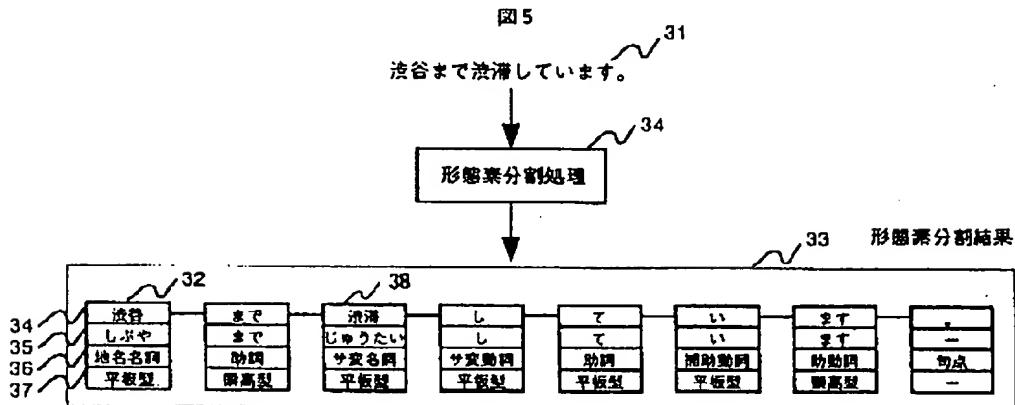 図5
31
渋谷まで渋滞しています。
34
形態素分割処理
33 形態素分割結果
32 38
34 渋谷 まで 渋滞 し て い ます 。
35 しぶや まで じゅうたい し て い ます ー
36 地名名詞 助詞 サ変名詞 サ変動詞 助詞 補助動詞 助動詞 句点
37 平板型 頭高型 平板型 平板型 平板型 平板型 頭高型 ー